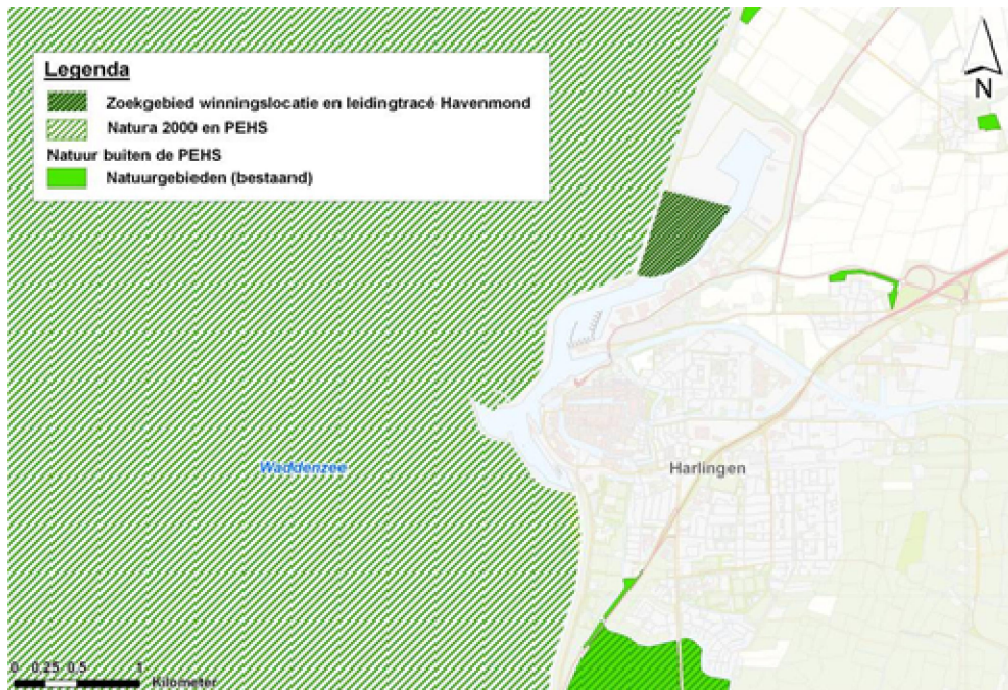 Legenda
Zoekgebied winningslocatie en leidingtracé Havenmond
Natura 2000 en PEHS
Natuur buiten de PEHS
Natuurgebieden (bestaand)
N
Waddenzee
Harlingen
0 0,25 0,5 1
Kilometer